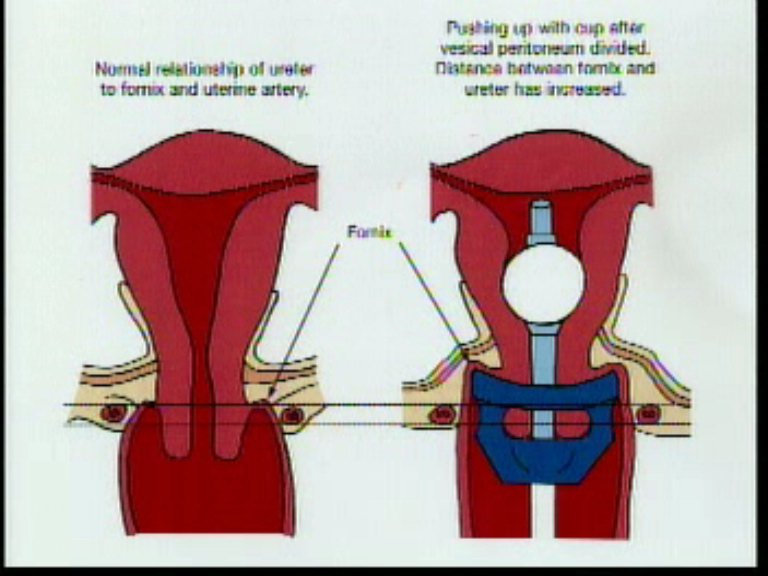 Normal relationship of ureter
to fornix and uterine artery.
Pushing up with cup after
vesical peritoneum divided.
Distance between fornix and
ureter has increased.
Fornix